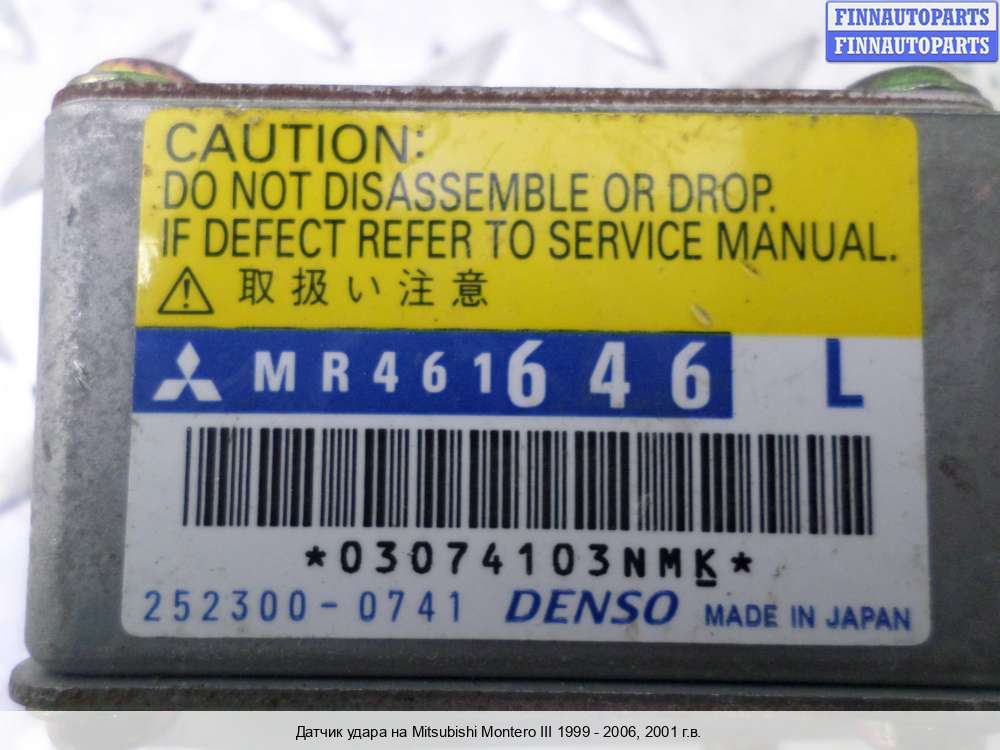 FINNAUTOPARTS
FINNAUTOPARTS
CAUTION:
DO NOT DISASSEMBLE OR DROP.
IF DEFECT REFER TO SERVICE MANUAL.
取扱い注意
MR461646 L
*03074103NMK*
252300-0741 DENSO MADE IN JAPAN
Датчик удара на Mitsubishi Montero III 1999 - 2006, 2001 г.в.